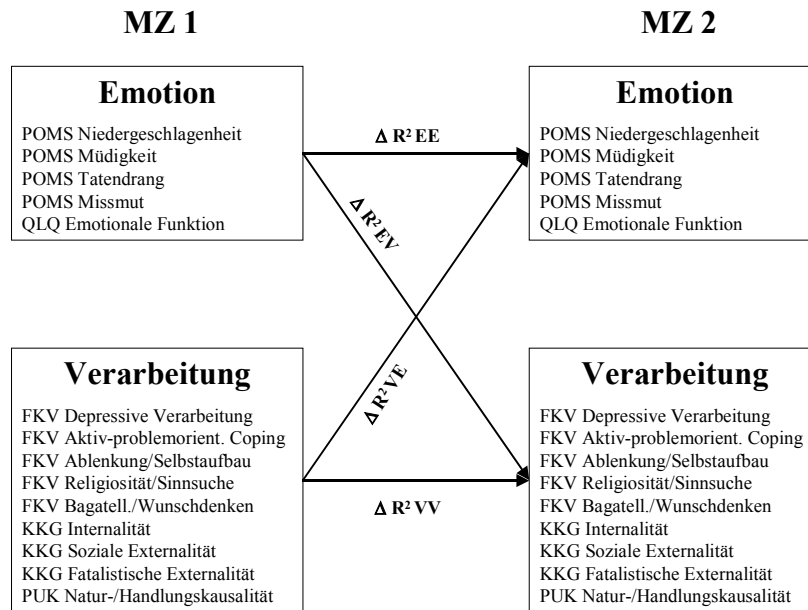 MZ 1
MZ 2
Emotion
POMS Niedergeschlagenheit
POMS Müdigkeit
POMS Tatendrang
POMS Missmut
QLQ Emotionale Funktion
Δ R² EE
Δ R² EV
Emotion
POMS Niedergeschlagenheit
POMS Müdigkeit
POMS Tatendrang
POMS Missmut
QLQ Emotionale Funktion
Verarbeitung
FKV Depressive Verarbeitung
FKV Aktiv-problemorient. Coping
FKV Ablenkung/Selbstaufbau
FKV Religiosität/Sinnsuche
FKV Bagatell./Wunschdenken
KKG Internalität
KKG Soziale Externalität
KKG Fatalistische Externalität
PUK Natur-/Handlungskausalität
Δ R² VE
Δ R² VV
Verarbeitung
FKV Depressive Verarbeitung
FKV Aktiv-problemorient. Coping
FKV Ablenkung/Selbstaufbau
FKV Religiosität/Sinnsuche
FKV Bagatell./Wunschdenken
KKG Internalität
KKG Soziale Externalität
KKG Fatalistische Externalität
PUK Natur-/Handlungskausalität